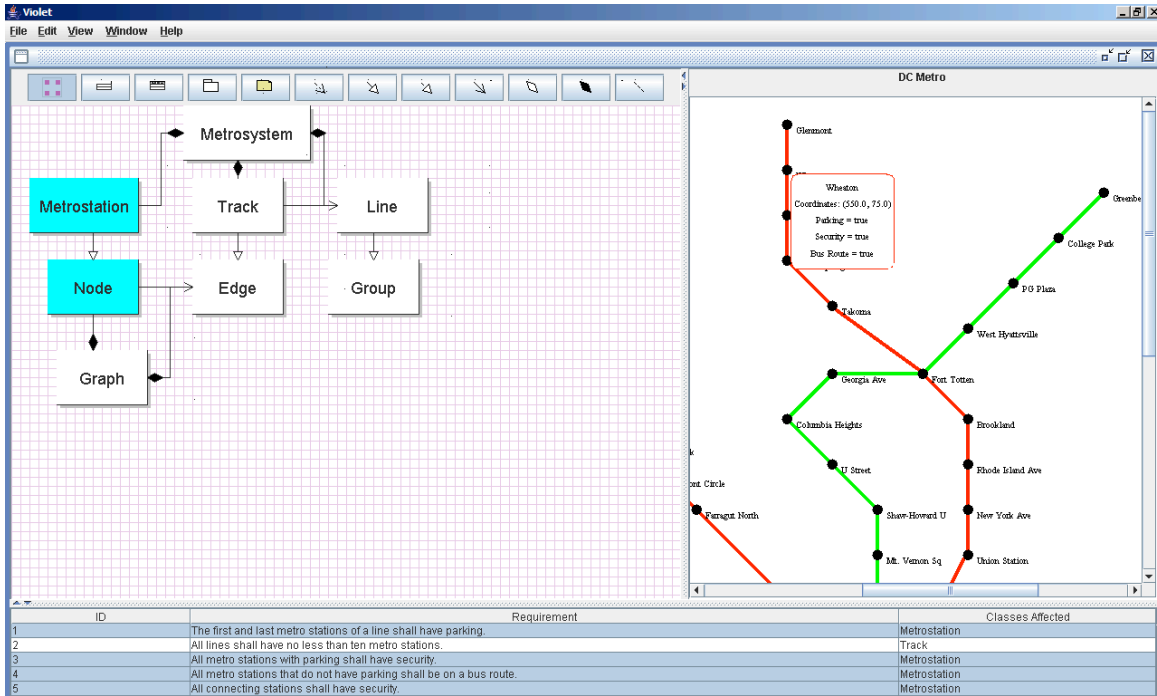 Violet
File Edit View Window Help
DC Metro
Metrosystem
Metrostation
Track
Line
Node
Edge
Group
Graph
Glenmont
Wheaton
Coordinates: (550.0, 75.0)
Parking = true
Security = true
Bus Route = true
Greenbe
College Park
PG Plaza
Takoma
West Hyattsville
Georgia Ave
Fort Totten
Columbia Heights
Brookland
U Street
Rhode Island Ave
ont Circle
Farragut North
Shaw-Howard U
New York Ave
Mt. Vernon Sq
Union Station
ID Requirement Classes Affected
1 The first and last metro stations of a line shall have parking. Metrostation
2 All lines shall have no less than ten metro stations. Track
3 All metro stations with parking shall have security. Metrostation
4 All metro stations that do not have parking shall be on a bus route. Metrostation
5 All connecting stations shall have security. Metrostation